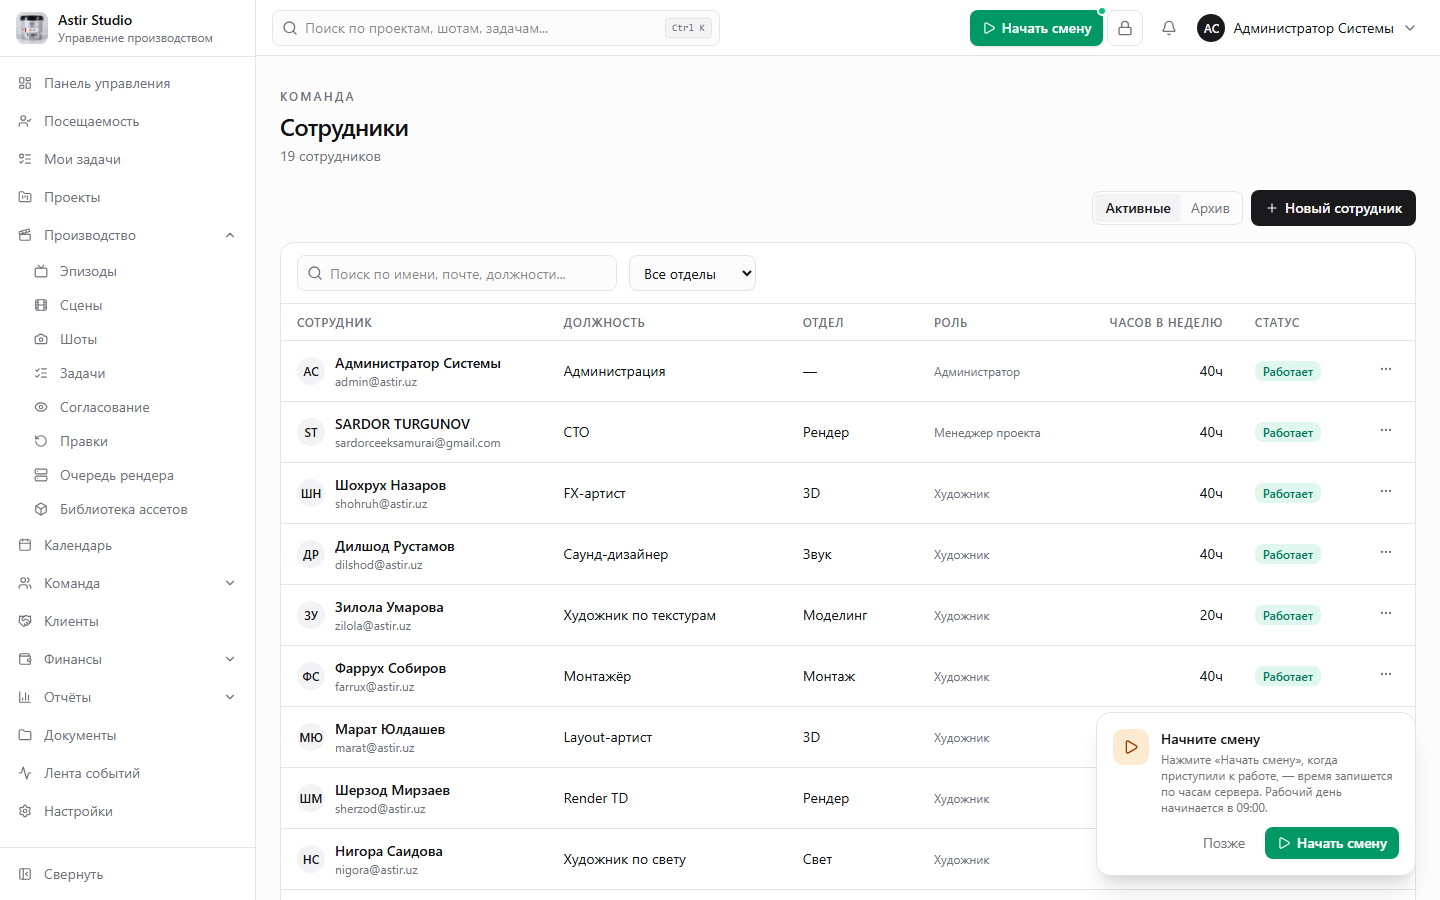 Astir Studio
Управление производством
Поиск по проектам, шотам, задачам...
Ctrl K
Начать смену
АС
Администратор Системы
Панель управления
Посещаемость
Мои задачи
Проекты
Производство
Эпизоды
Сцены
Шоты
Задачи
Согласование
Правки
Очередь рендера
Библиотека ассетов
Календарь
Команда
Клиенты
Финансы
Отчёты
Документы
Лента событий
Настройки
Свернуть
КОМАНДА
Сотрудники
19 сотрудников
Активные
Архив
Новый сотрудник
Поиск по имени, почте, должности...
Все отделы
СОТРУДНИК ДОЛЖНОСТЬ ОТДЕЛ РОЛЬ ЧАСОВ В НЕДЕЛЮ СТАТУС
АС Администратор Системы Администрация — Администратор 40ч Работает
admin@astir.uz
ST SARDOR TURGUNOV CTO Рендер Менеджер проекта 40ч Работает
sardorceeksamurai@gmail.com
ШН Шохрух Назаров FX-артист 3D Художник 40ч Работает
shohruh@astir.uz
ДР Дилшод Рустамов Саунд-дизайнер Звук Художник 40ч Работает
dilshod@astir.uz
ЗУ Зилола Умарова Художник по текстурам Моделинг Художник 20ч Работает
zilola@astir.uz
ФС Фаррух Собиров Монтажёр Монтаж Художник 40ч Работает
farrux@astir.uz
МЮ Марат Юлдашев Layout-артист 3D Художник
marat@astir.uz
ШМ Шерзод Мирзаев Render TD Рендер Художник
sherzod@astir.uz
НС Нигора Саидова Художник по свету Свет Художник
nigora@astir.uz
Начните смену
Нажмите «Начать смену», когда
приступили к работе, — время запишется
по часам сервера. Рабочий день
начинается в 09:00.
Позже
Начать смену